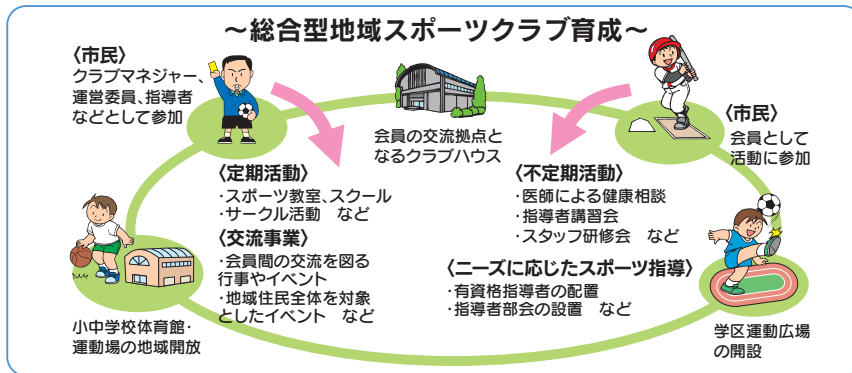 ～総合型地域スポーツクラブ育成～
〈市民〉
クラブマネジャー、
運営委員、指導者
などとして参加
会員の交流拠点と
なるクラブハウス
〈市民〉
会員として
活動に参加
〈定期活動〉
・スポーツ教室、スクール
・サークル活動　など
〈交流事業〉
・会員間の交流を図る
行事やイベント
・地域住民全体を対象
としたイベント　など
〈不定期活動〉
・医師による健康相談
・指導者講習会
・スタッフ研修会　など
〈ニーズに応じたスポーツ指導〉
・有資格指導者の配置
・指導者部会の設置　など
小中学校体育館・
運動場の地域開放
学区運動広場
の開設